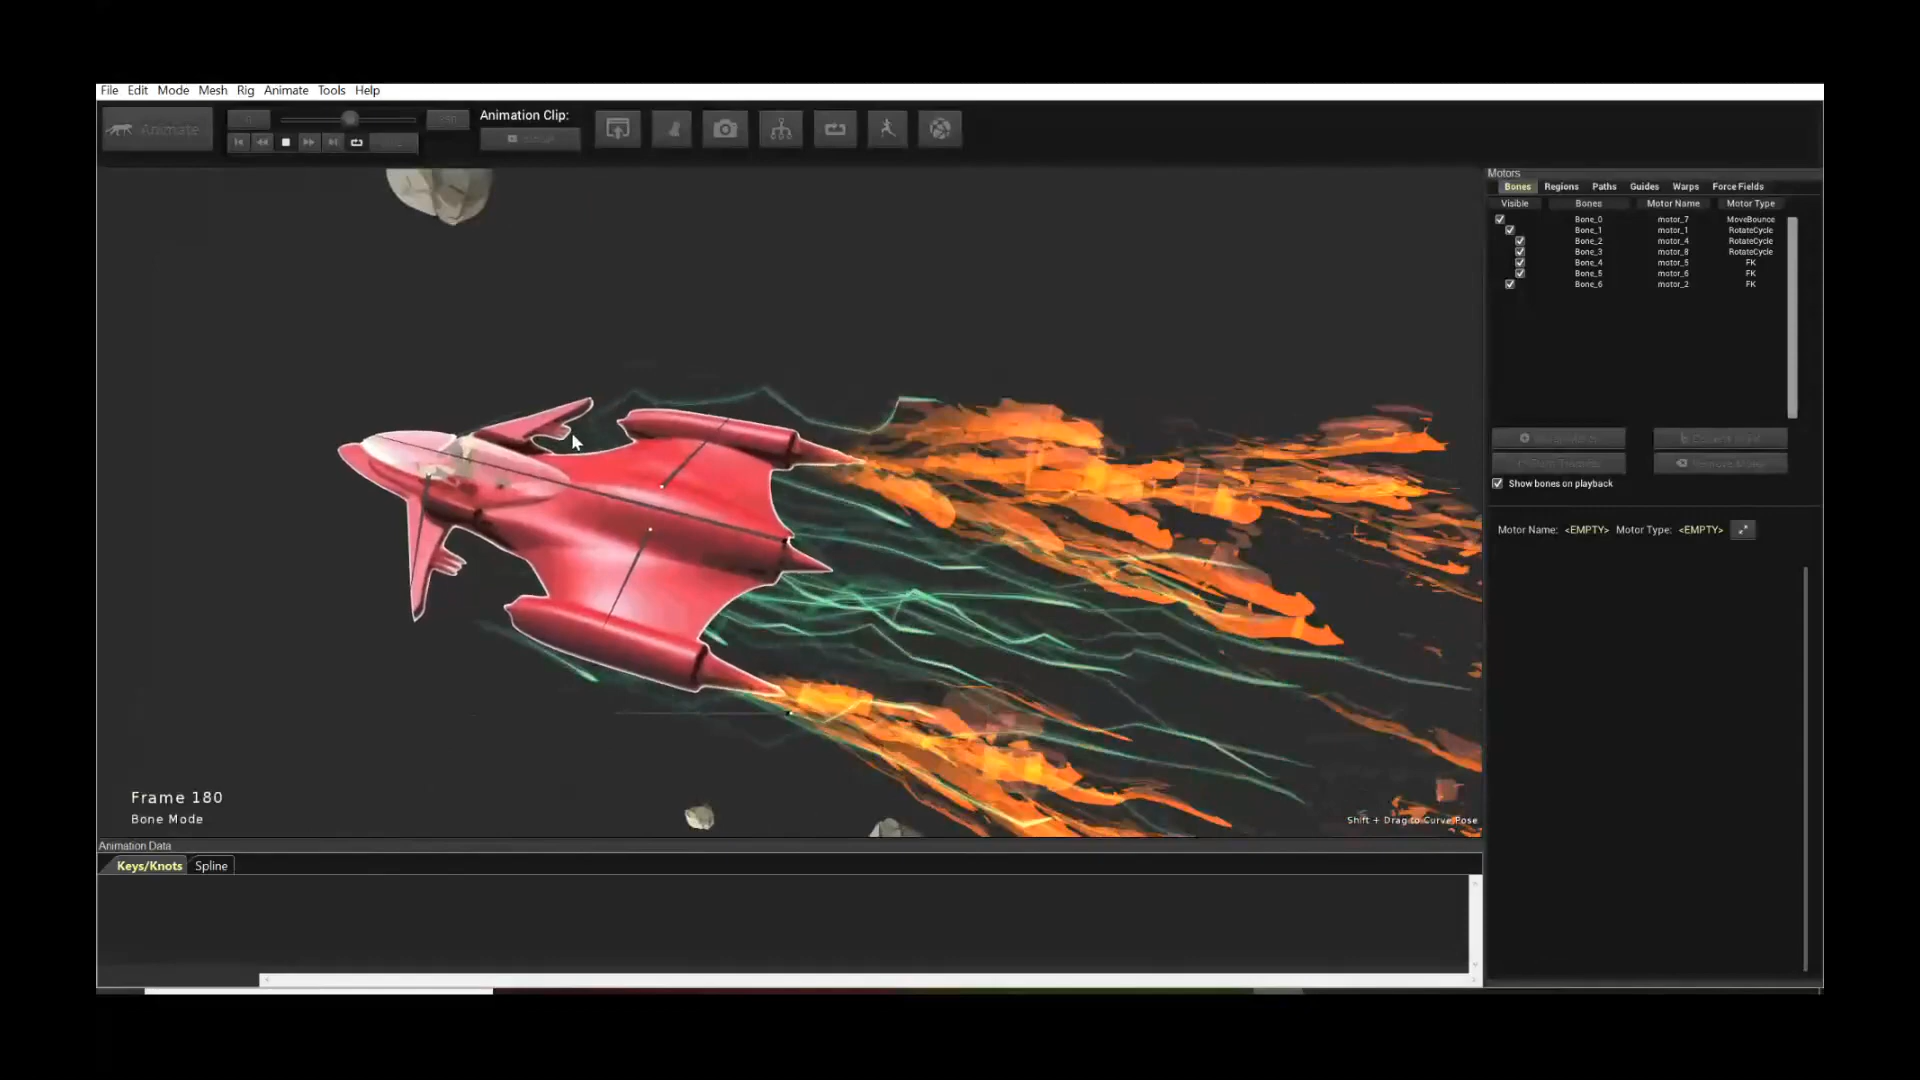 File Edit Mode Mesh Rig Animate Tools Help
Animate
Animation Clip:
Motors
Bones Regions Paths Guides Warps Force Fields
Visible Bones Motor Name Motor Type
Bone_0 motor_7 MoveBounce
Bone_1 motor_1 RotateCycle
Bone_2 motor_4 RotateCycle
Bone_3 motor_8 RotateCycle
Bone_4 motor_5 FK
Bone_5 motor_6 FK
Bone_6 motor_2 FK
Show bones on playback
Motor Name: <EMPTY> Motor Type: <EMPTY>
Frame 180
Bone Mode
Shift + Drag to Curve Pose
Animation Data
Keys/Knots Spline